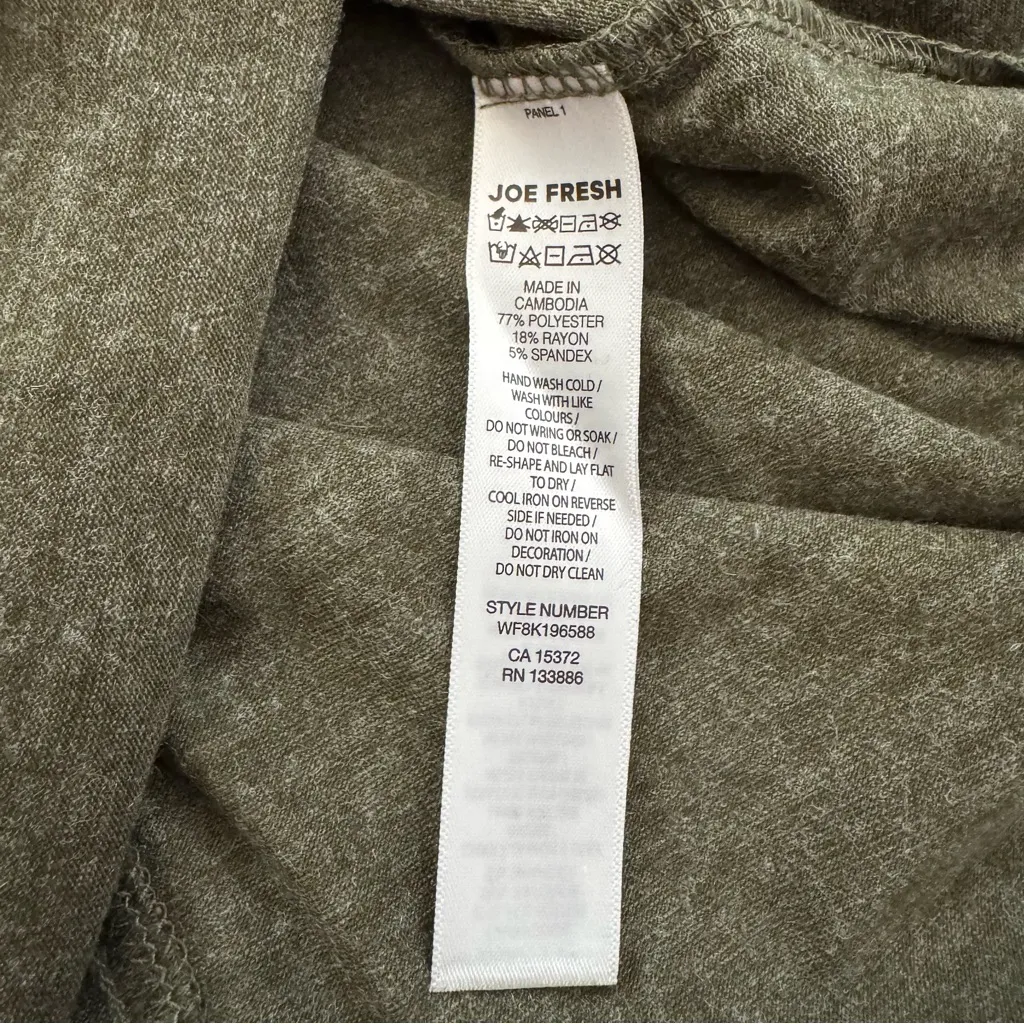 PANEL 1
JOE FRESH
MADE IN
CAMBODIA
77% POLYESTER
18% RAYON
5% SPANDEX
HAND WASH COLD /
WASH WITH LIKE
COLOURS /
DO NOT WRING OR SOAK /
DO NOT BLEACH /
RE-SHAPE AND LAY FLAT
TO DRY /
COOL IRON ON REVERSE
SIDE IF NEEDED /
DO NOT IRON ON
DECORATION /
DO NOT DRY CLEAN
STYLE NUMBER
WF8K196588
CA 15372
RN 133886